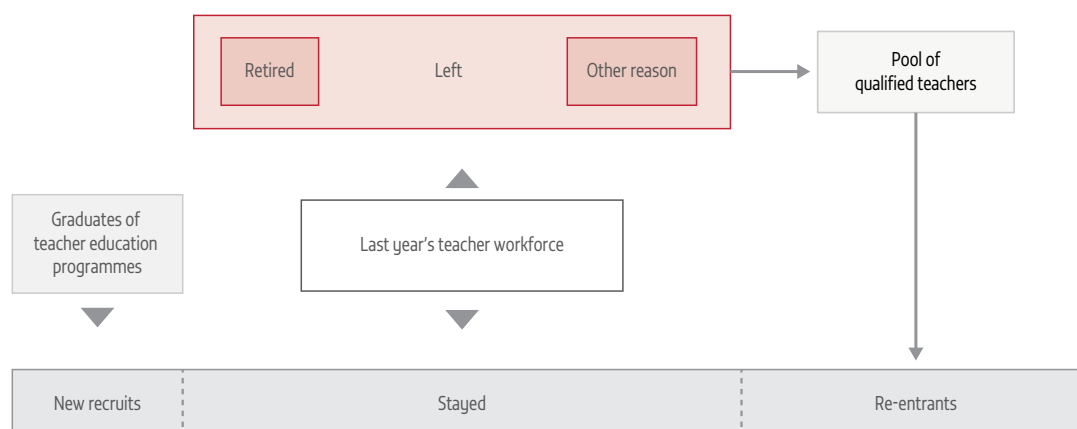 Retired
Left
Other reason
Pool of
qualified teachers
Graduates of
teacher education
programmes
Last year's teacher workforce
New recruits
Stayed
Re-entrants